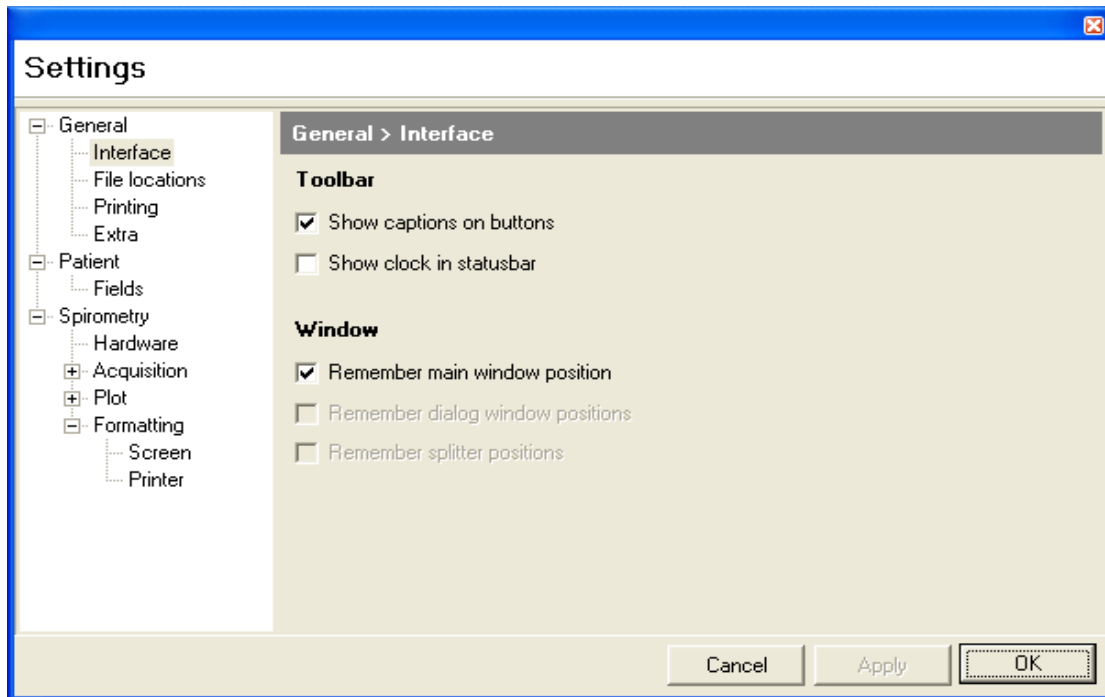 Settings
General
Interface
File locations
Printing
Extra
Patient
Fields
Spirometry
Hardware
Acquisition
Plot
Formatting
Screen
Printer
General > Interface
Toolbar
Show captions on buttons
Show clock in statusbar
Window
Remember main window position
Remember dialog window positions
Remember splitter positions
Cancel Apply OK